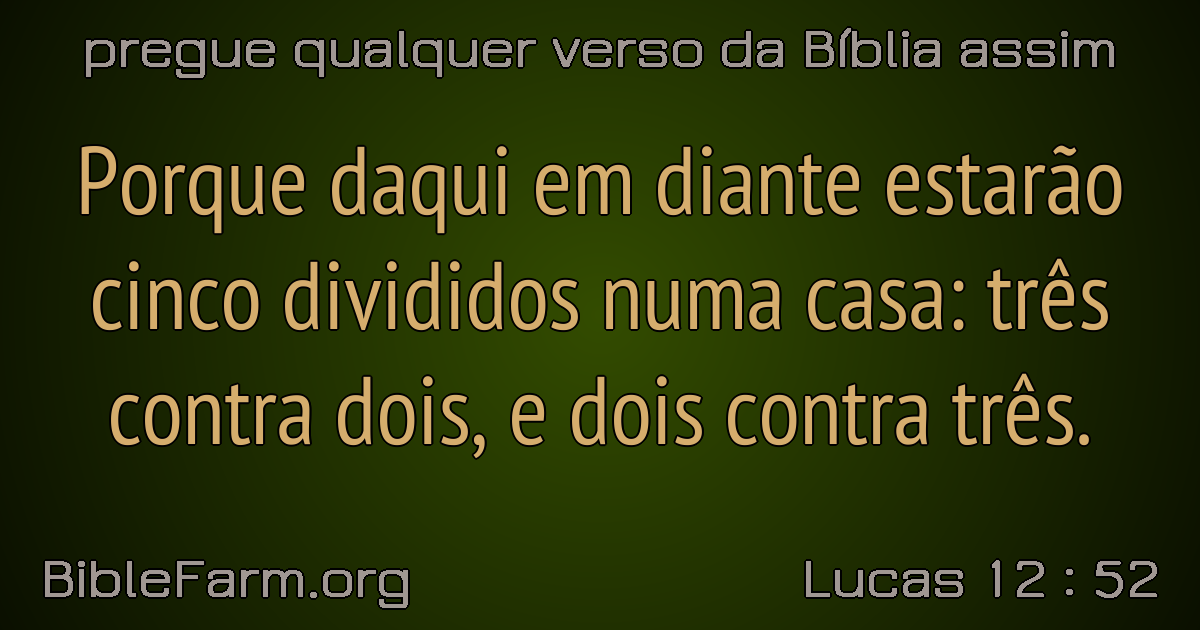 pregue qualquer verso da Bíblia assim
Porque daqui em diante estarão
cinco divididos numa casa: três
contra dois, e dois contra três.
BibleFarm.org
Lucas 12 : 52